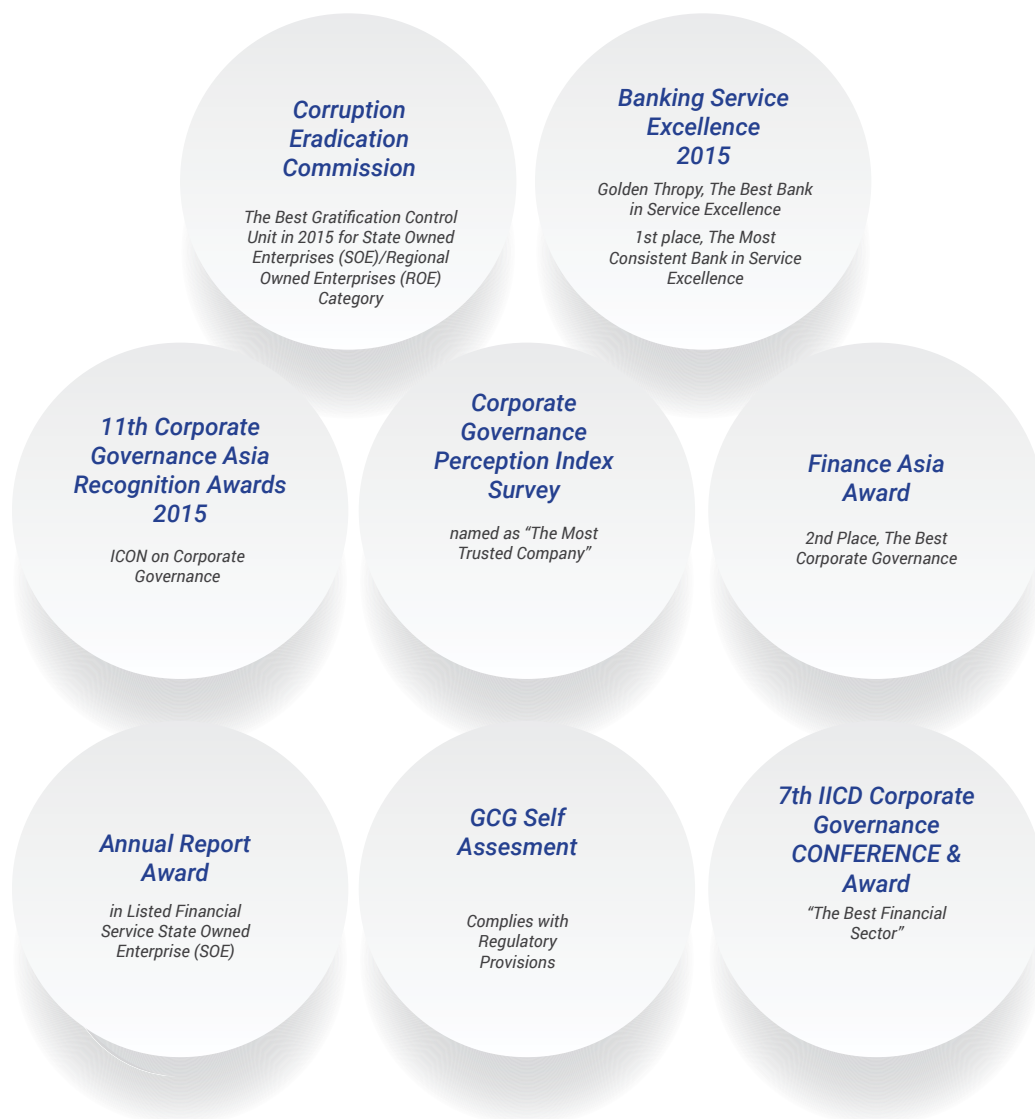 Corruption
Eradication
Commission
The Best Gratification Control
Unit in 2015 for State Owned
Enterprises (SOE)/Regional
Owned Enterprises (ROE)
Category
Banking Service
Excellence
2015
Golden Thropy, The Best Bank
in Service Excellence
1st place, The Most
Consistent Bank in Service
Excellence
11th Corporate
Governance Asia
Recognition Awards
2015
ICON on Corporate
Governance
Corporate
Governance
Perception Index
Survey
named as “The Most
Trusted Company”
Finance Asia
Award
2nd Place, The Best
Corporate Governance
Annual Report
Award
in Listed Financial
Service State Owned
Enterprise (SOE)
GCG Self
Assesment
Complies with
Regulatory
Provisions
7th IICD Corporate
Governance
CONFERENCE &
Award
“The Best Financial
Sector”